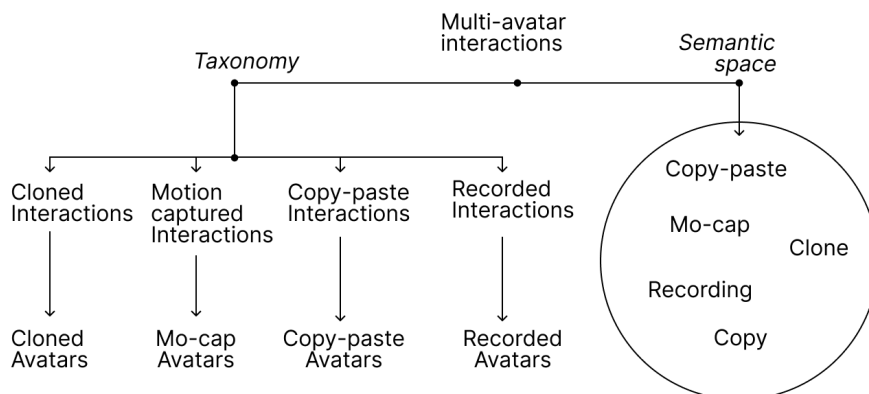 Multi-avatar
interactions
Taxonomy
Semantic
space
Cloned
Interactions
Motion
captured
Interactions
Copy-paste
Interactions
Recorded
Interactions
Cloned
Avatars
Mo-cap
Avatars
Copy-paste
Avatars
Recorded
Avatars
Copy-paste
Mo-cap
Clone
Recording
Copy